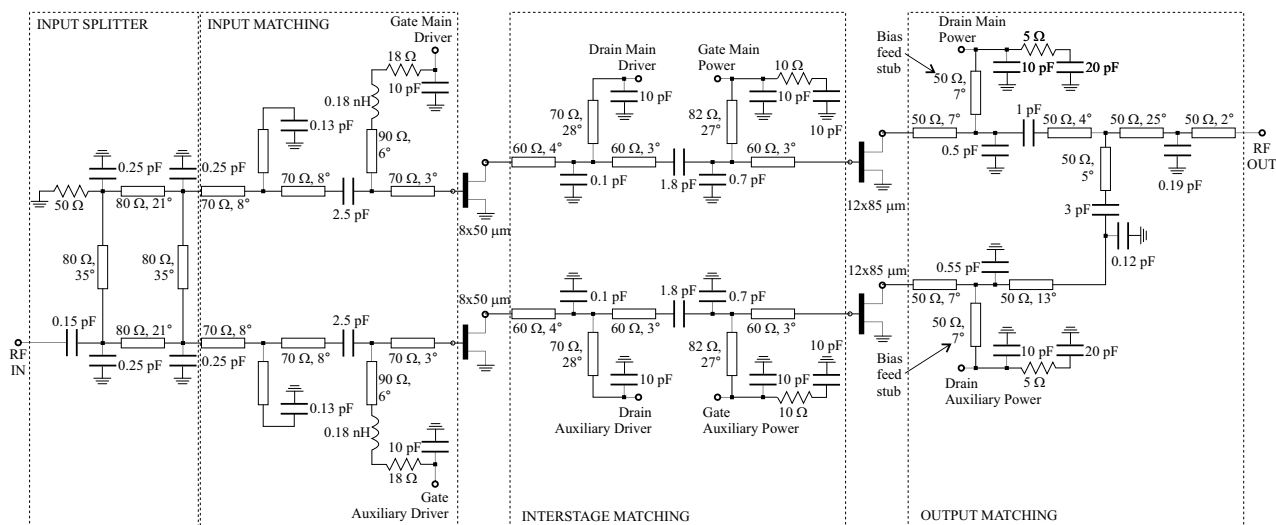 INPUT SPLITTER
INPUT MATCHING
Gate Main
Driver
18 Ω
10 pF
0.18 nH
0.13 pF
90 Ω,
6°
0.25 pF
0.25 pF
50 Ω
80 Ω, 21°
70 Ω, 8°
70 Ω, 8°
2.5 pF
70 Ω, 3°
8x50 μm
80 Ω,
35°
80 Ω,
35°
0.15 pF
RF
IN
80 Ω, 21°
0.25 pF
70 Ω, 8°
0.25 pF
70 Ω, 8°
2.5 pF
70 Ω, 3°
8x50 μm
0.13 pF
90 Ω,
6°
0.18 nH
10 pF
18 Ω
Gate
Auxiliary Driver
Drain Main
Driver
10 pF
70 Ω,
28°
60 Ω, 4°
0.1 pF
60 Ω, 3°
1.8 pF
Gate Main
Power
10 Ω
10 pF
10 pF
82 Ω,
27°
0.7 pF
60 Ω, 3°
12x85 μm
0.1 pF
60 Ω, 4°
60 Ω, 3°
1.8 pF
0.7 pF
60 Ω, 3°
12x85 μm
70 Ω,
28°
10 pF
Drain
Auxiliary Driver
82 Ω,
27°
10 pF
10 pF
10 Ω
Gate
Auxiliary Power
INTERSTAGE MATCHING
Drain Main
Power
Bias
feed
stub
50 Ω,
7°
5 Ω
10 pF
20 pF
50 Ω, 7°
0.5 pF
1 pF
50 Ω, 4°
50 Ω, 25°
50 Ω, 2°
RF
OUT
0.19 pF
50 Ω,
5°
3 pF
0.12 pF
0.55 pF
50 Ω, 7°
50 Ω, 13°
50 Ω,
7°
Bias
feed
stub
10 pF
20 pF
5 Ω
Drain
Auxiliary Power
OUTPUT MATCHING